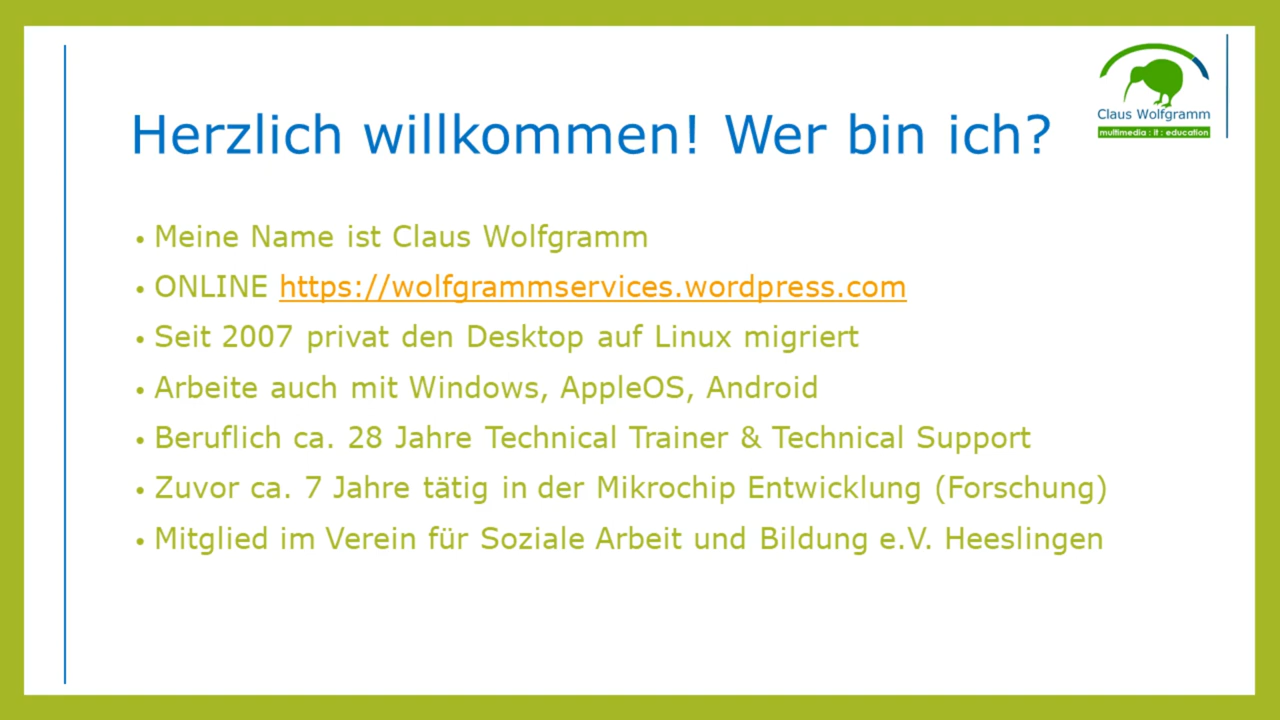 Claus Wolfgramm
multimedia : it : education
Herzlich willkommen! Wer bin ich?
• Meine Name ist Claus Wolfgramm
• ONLINE https://wolfgrammservices.wordpress.com
• Seit 2007 privat den Desktop auf Linux migriert
• Arbeite auch mit Windows, AppleOS, Android
• Beruflich ca. 28 Jahre Technical Trainer & Technical Support
• Zuvor ca. 7 Jahre tätig in der Mikrochip Entwicklung (Forschung)
• Mitglied im Verein für Soziale Arbeit und Bildung e.V. Heeslingen